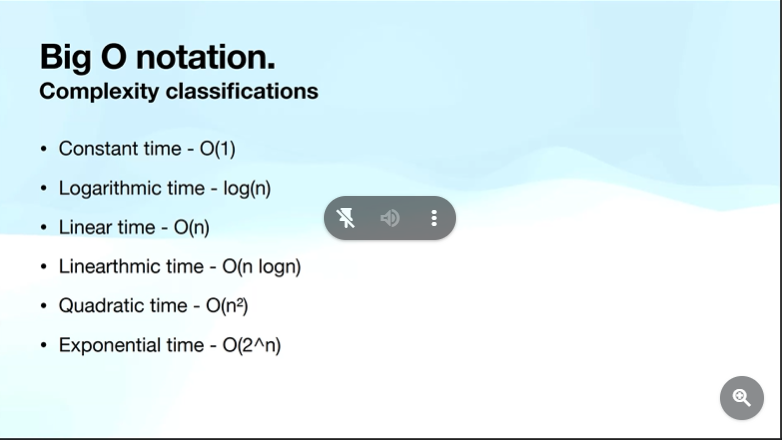 Big O notation.
Complexity classifications
• Constant time - O(1)
• Logarithmic time - log(n)
• Linear time - O(n)
• Linearthmic time - O(n logn)
• Quadratic time - O(n²)
• Exponential time - O(2^n)